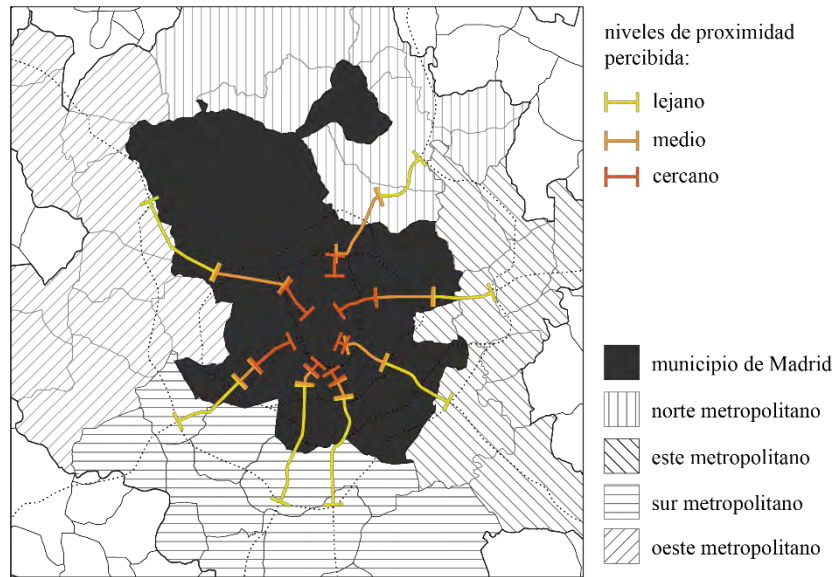 niveles de proximidad
percibida:
lejano
medio
cercano
municipio de Madrid
norte metropolitano
este metropolitano
sur metropolitano
oeste metropolitano